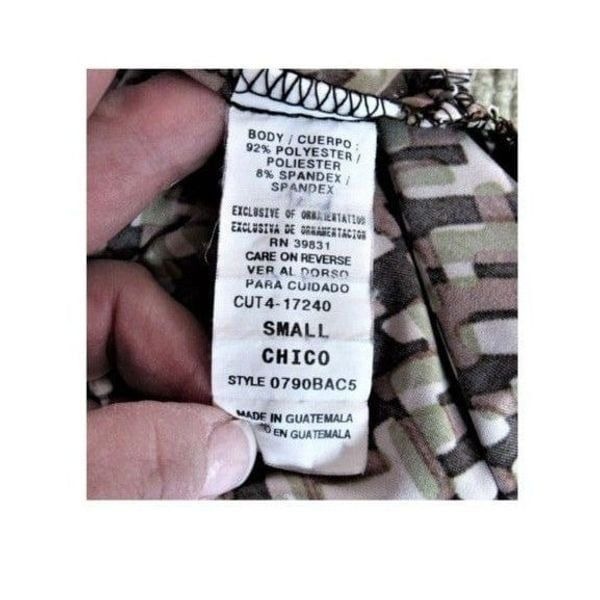 BODY / CUERPO :
92% POLYESTER /
POLIESTER
8% SPANDEX /
SPANDEX
EXCLUSIVE OF ORNAMENTATION
EXCLUSIVA DE ORNAMENTACION
RN 39831
CARE ON REVERSE
VER AL DORSO
PARA CUIDADO
CUT4-17240
SMALL
CHICO
STYLE 0790BAC5
MADE IN GUATEMALA
EN GUATEMALA